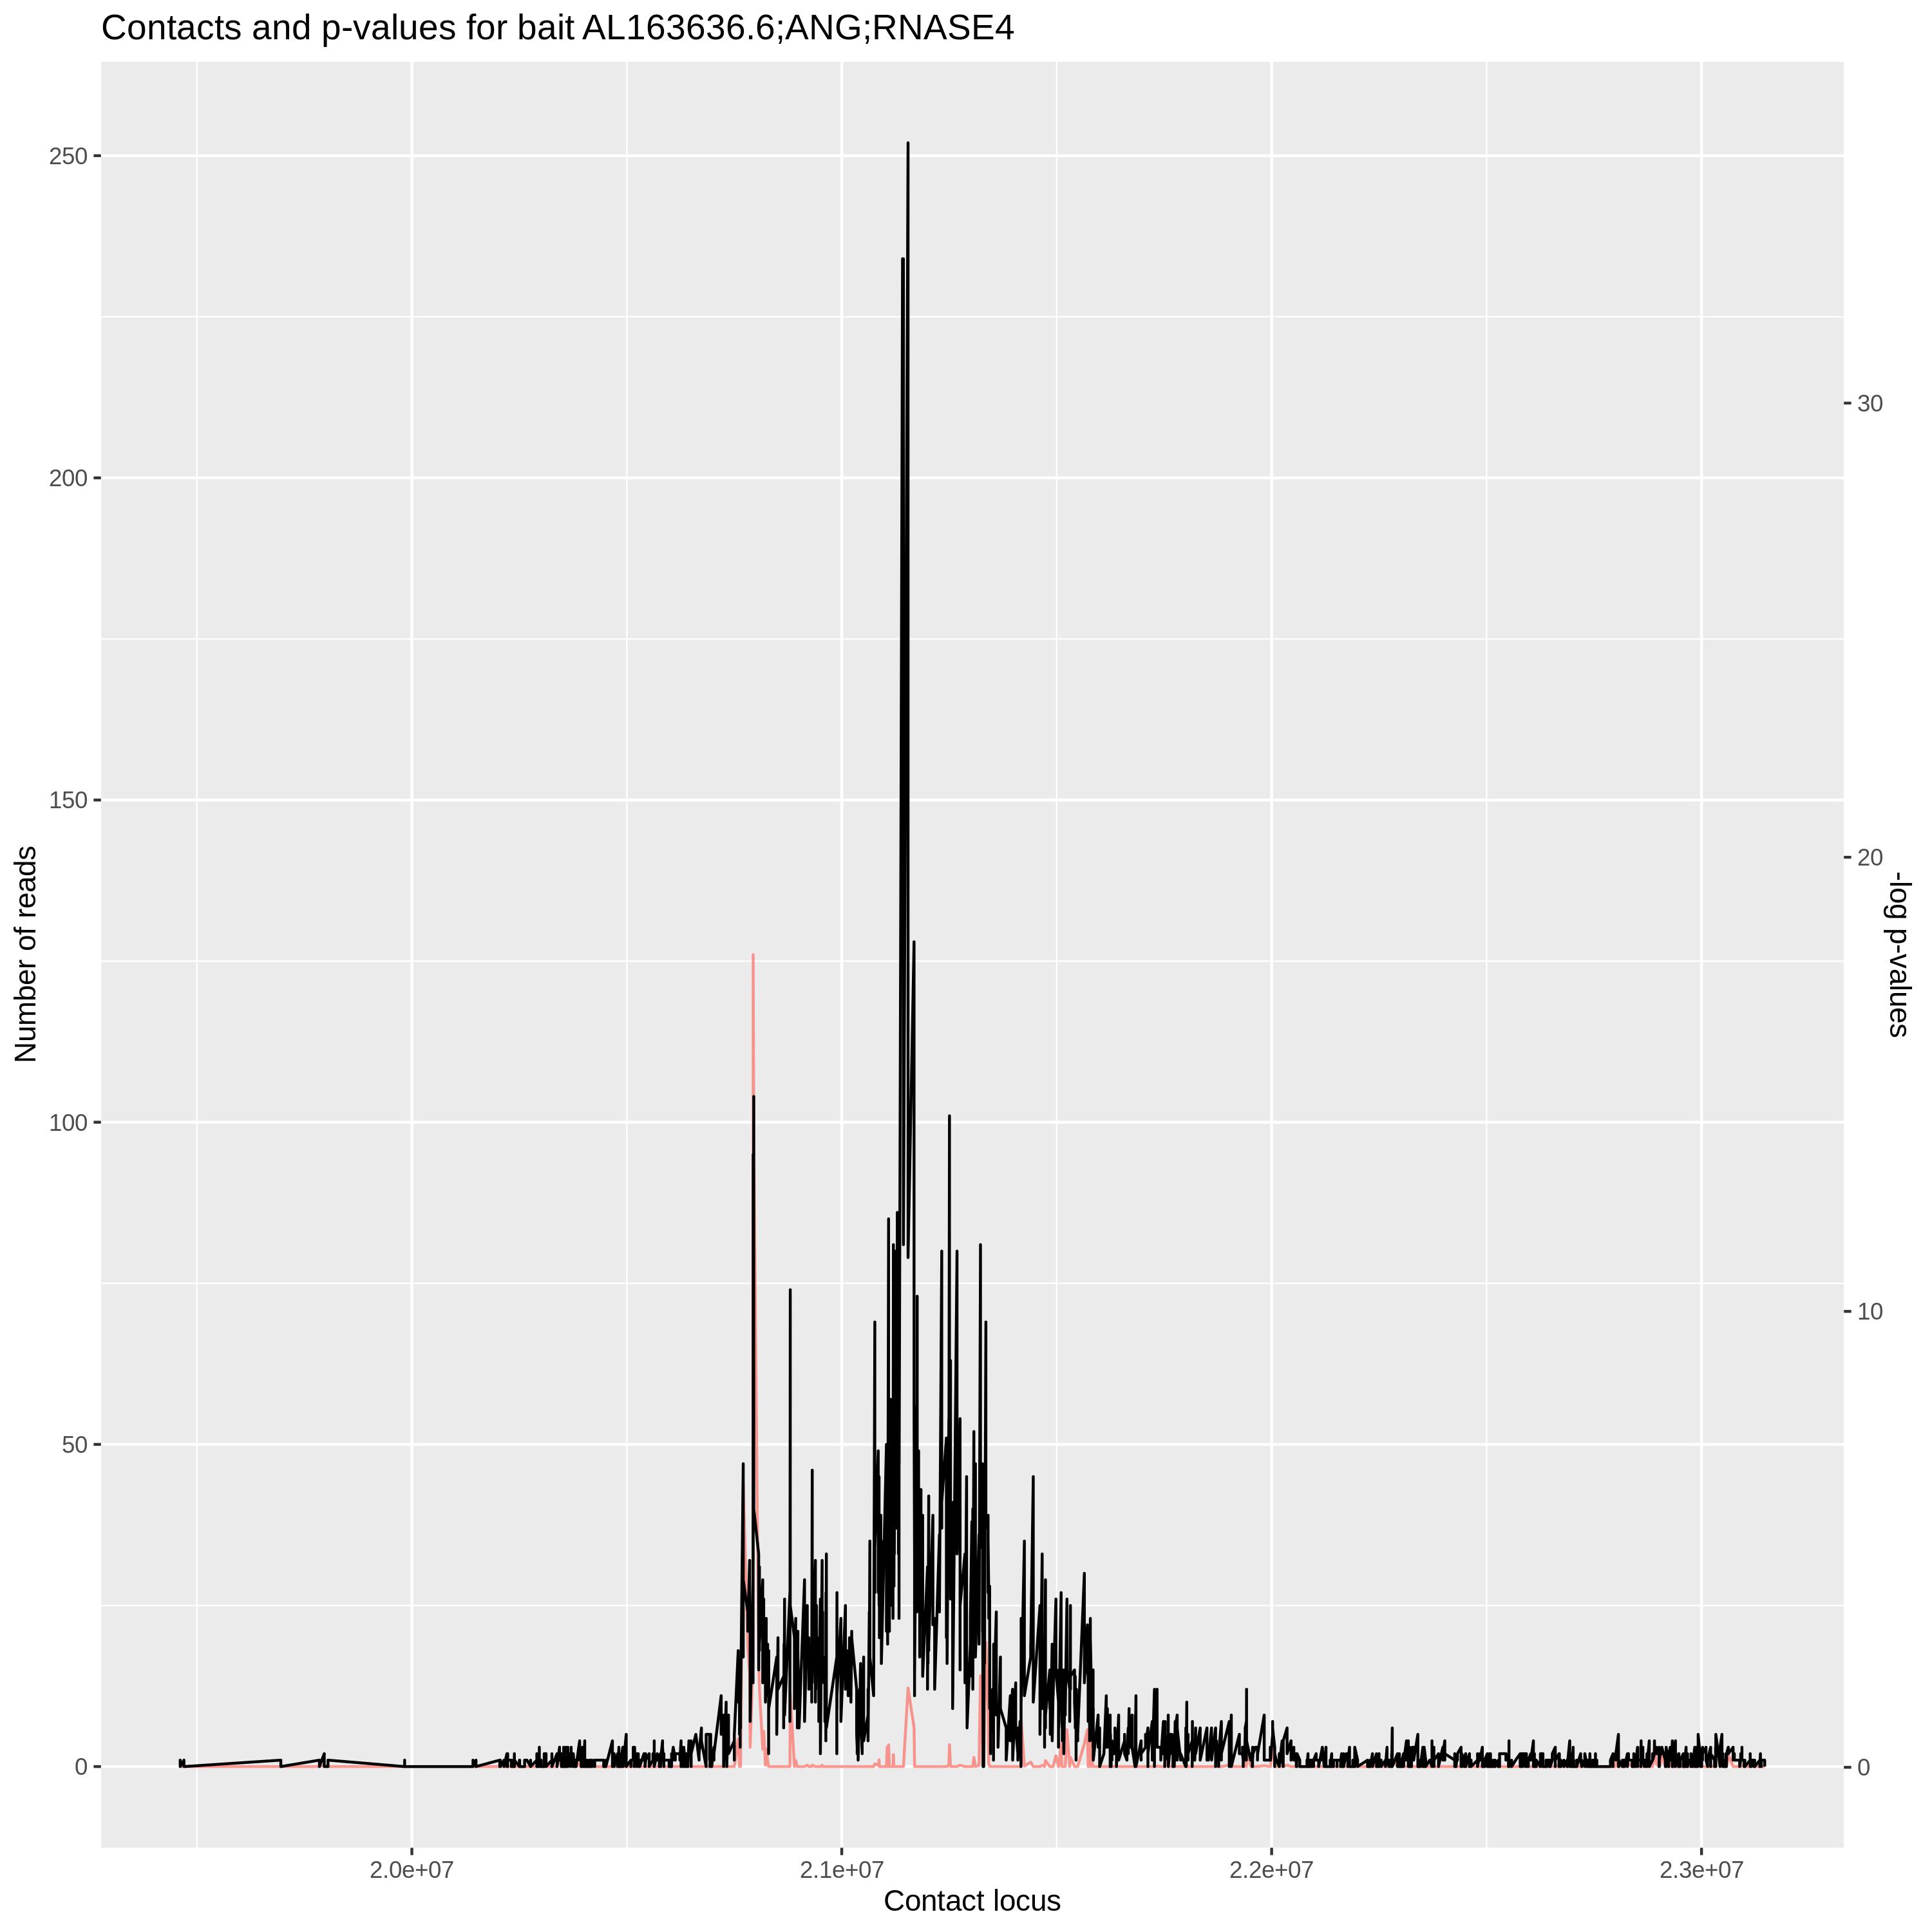 Contacts and p-values for bait AL163636.6;ANG;RNASE4
250
200
150
100
50
0
Number of reads
30
20
10
0
-log p-values
2.0e+07
2.1e+07
2.2e+07
2.3e+07
Contact locus